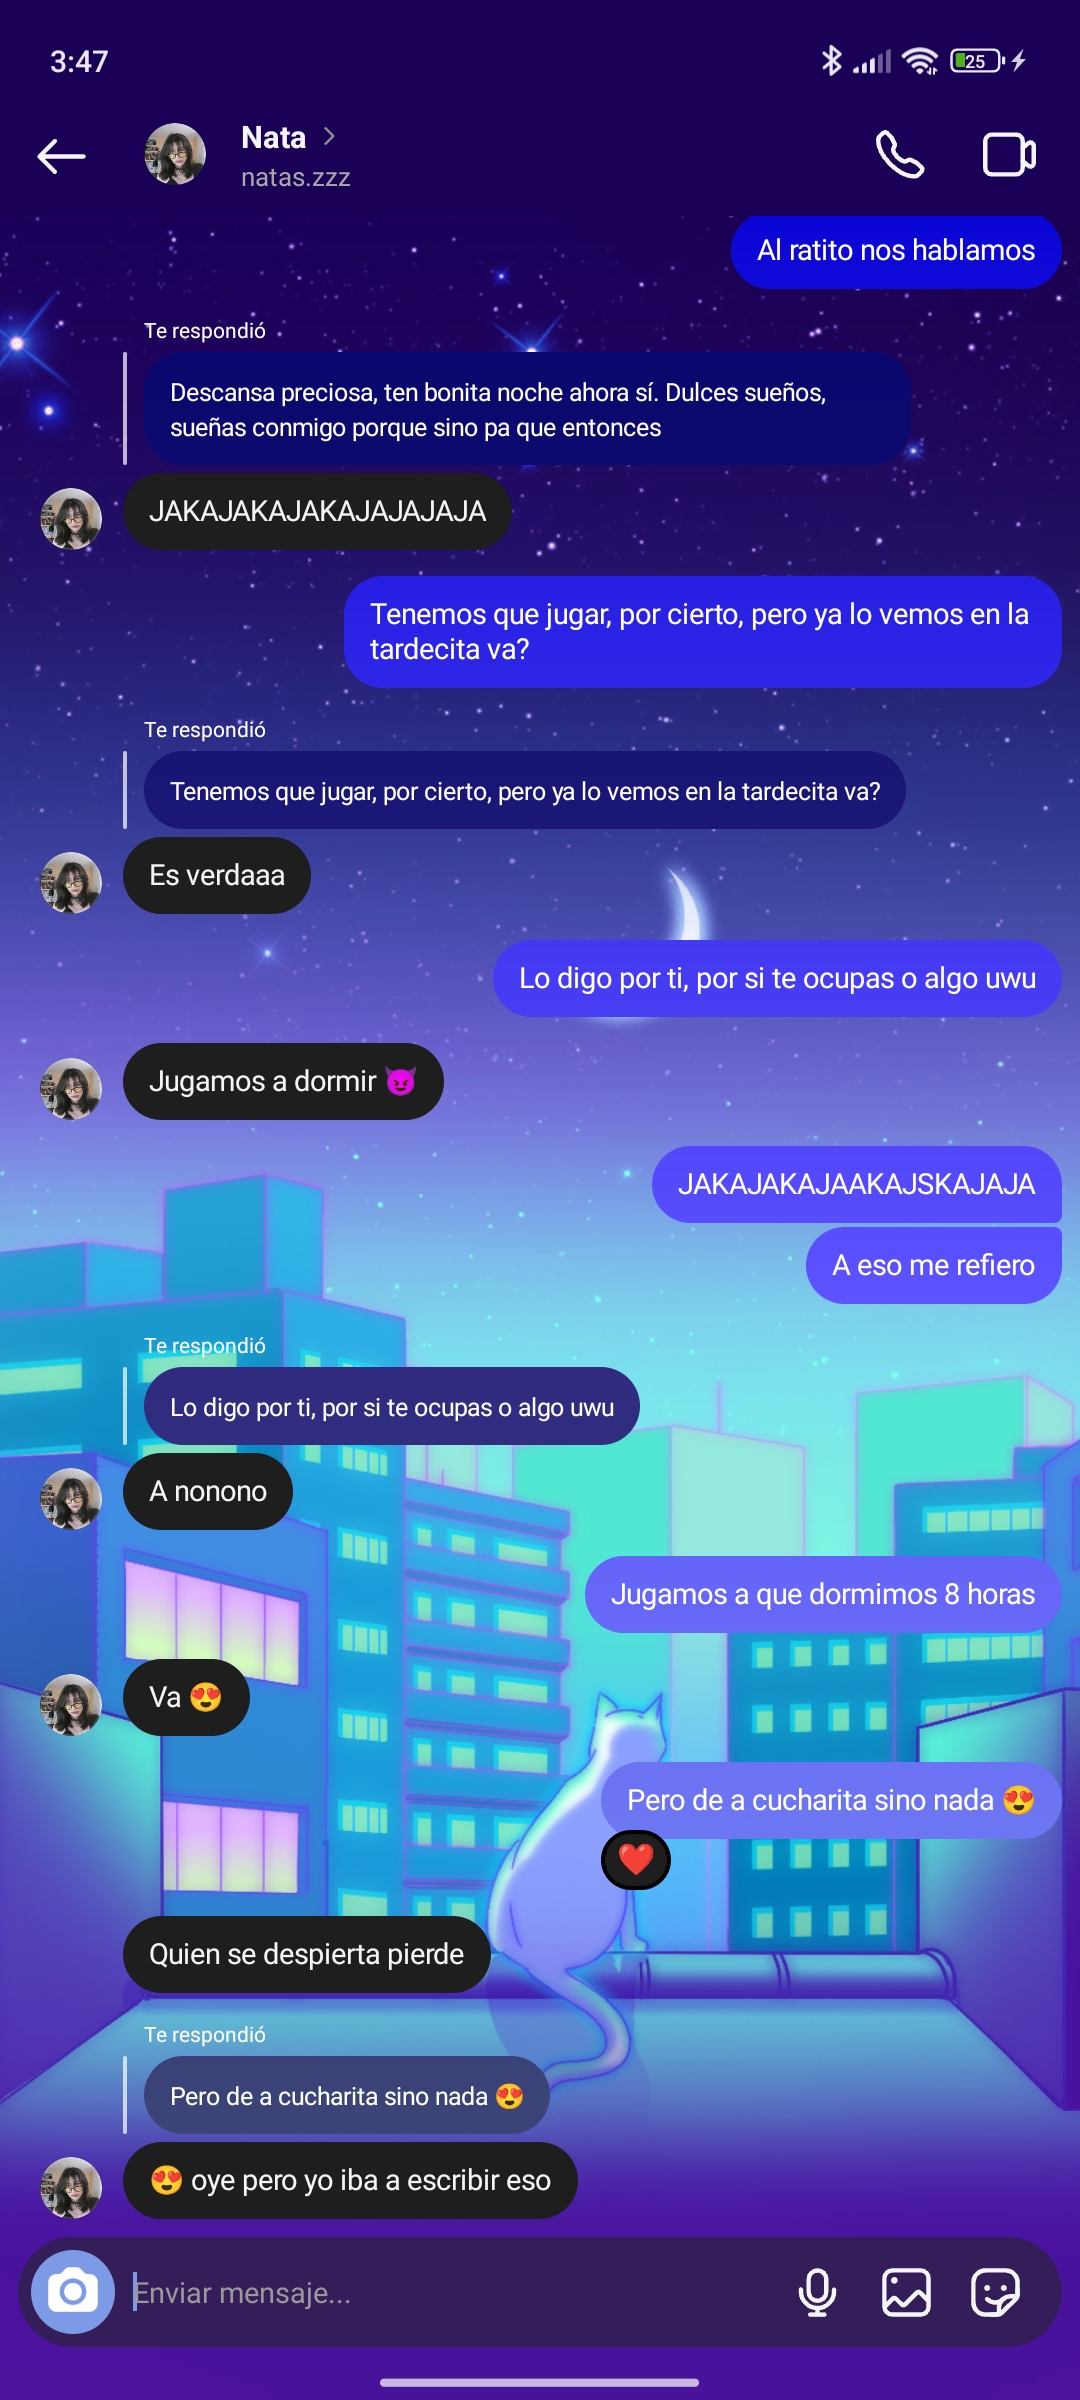 3:47
25
Nata
natas.zzz
Al ratito nos hablamos
Te respondió
Descansa preciosa, ten bonita noche ahora sí. Dulces sueños,
sueñas conmigo porque sino pa que entonces
JAKAJAKAJAKAJAJAJAJA
Tenemos que jugar, por cierto, pero ya lo vemos en la
tardecita va?
Te respondió
Tenemos que jugar, por cierto, pero ya lo vemos en la tardecita va?
Es verdaaa
Lo digo por ti, por si te ocupas o algo uwu
Jugamos a dormir 😈
JAKAJAKAJAAKAJSKAJAJA
A eso me refiero
Te respondió
Lo digo por ti, por si te ocupas o algo uwu
A nonono
Jugamos a que dormimos 8 horas
Va 😍
Pero de a cucharita sino nada 😍
❤️
Quien se despierta pierde
Te respondió
Pero de a cucharita sino nada 😍
😍 oye pero yo iba a escribir eso
Enviar mensaje...